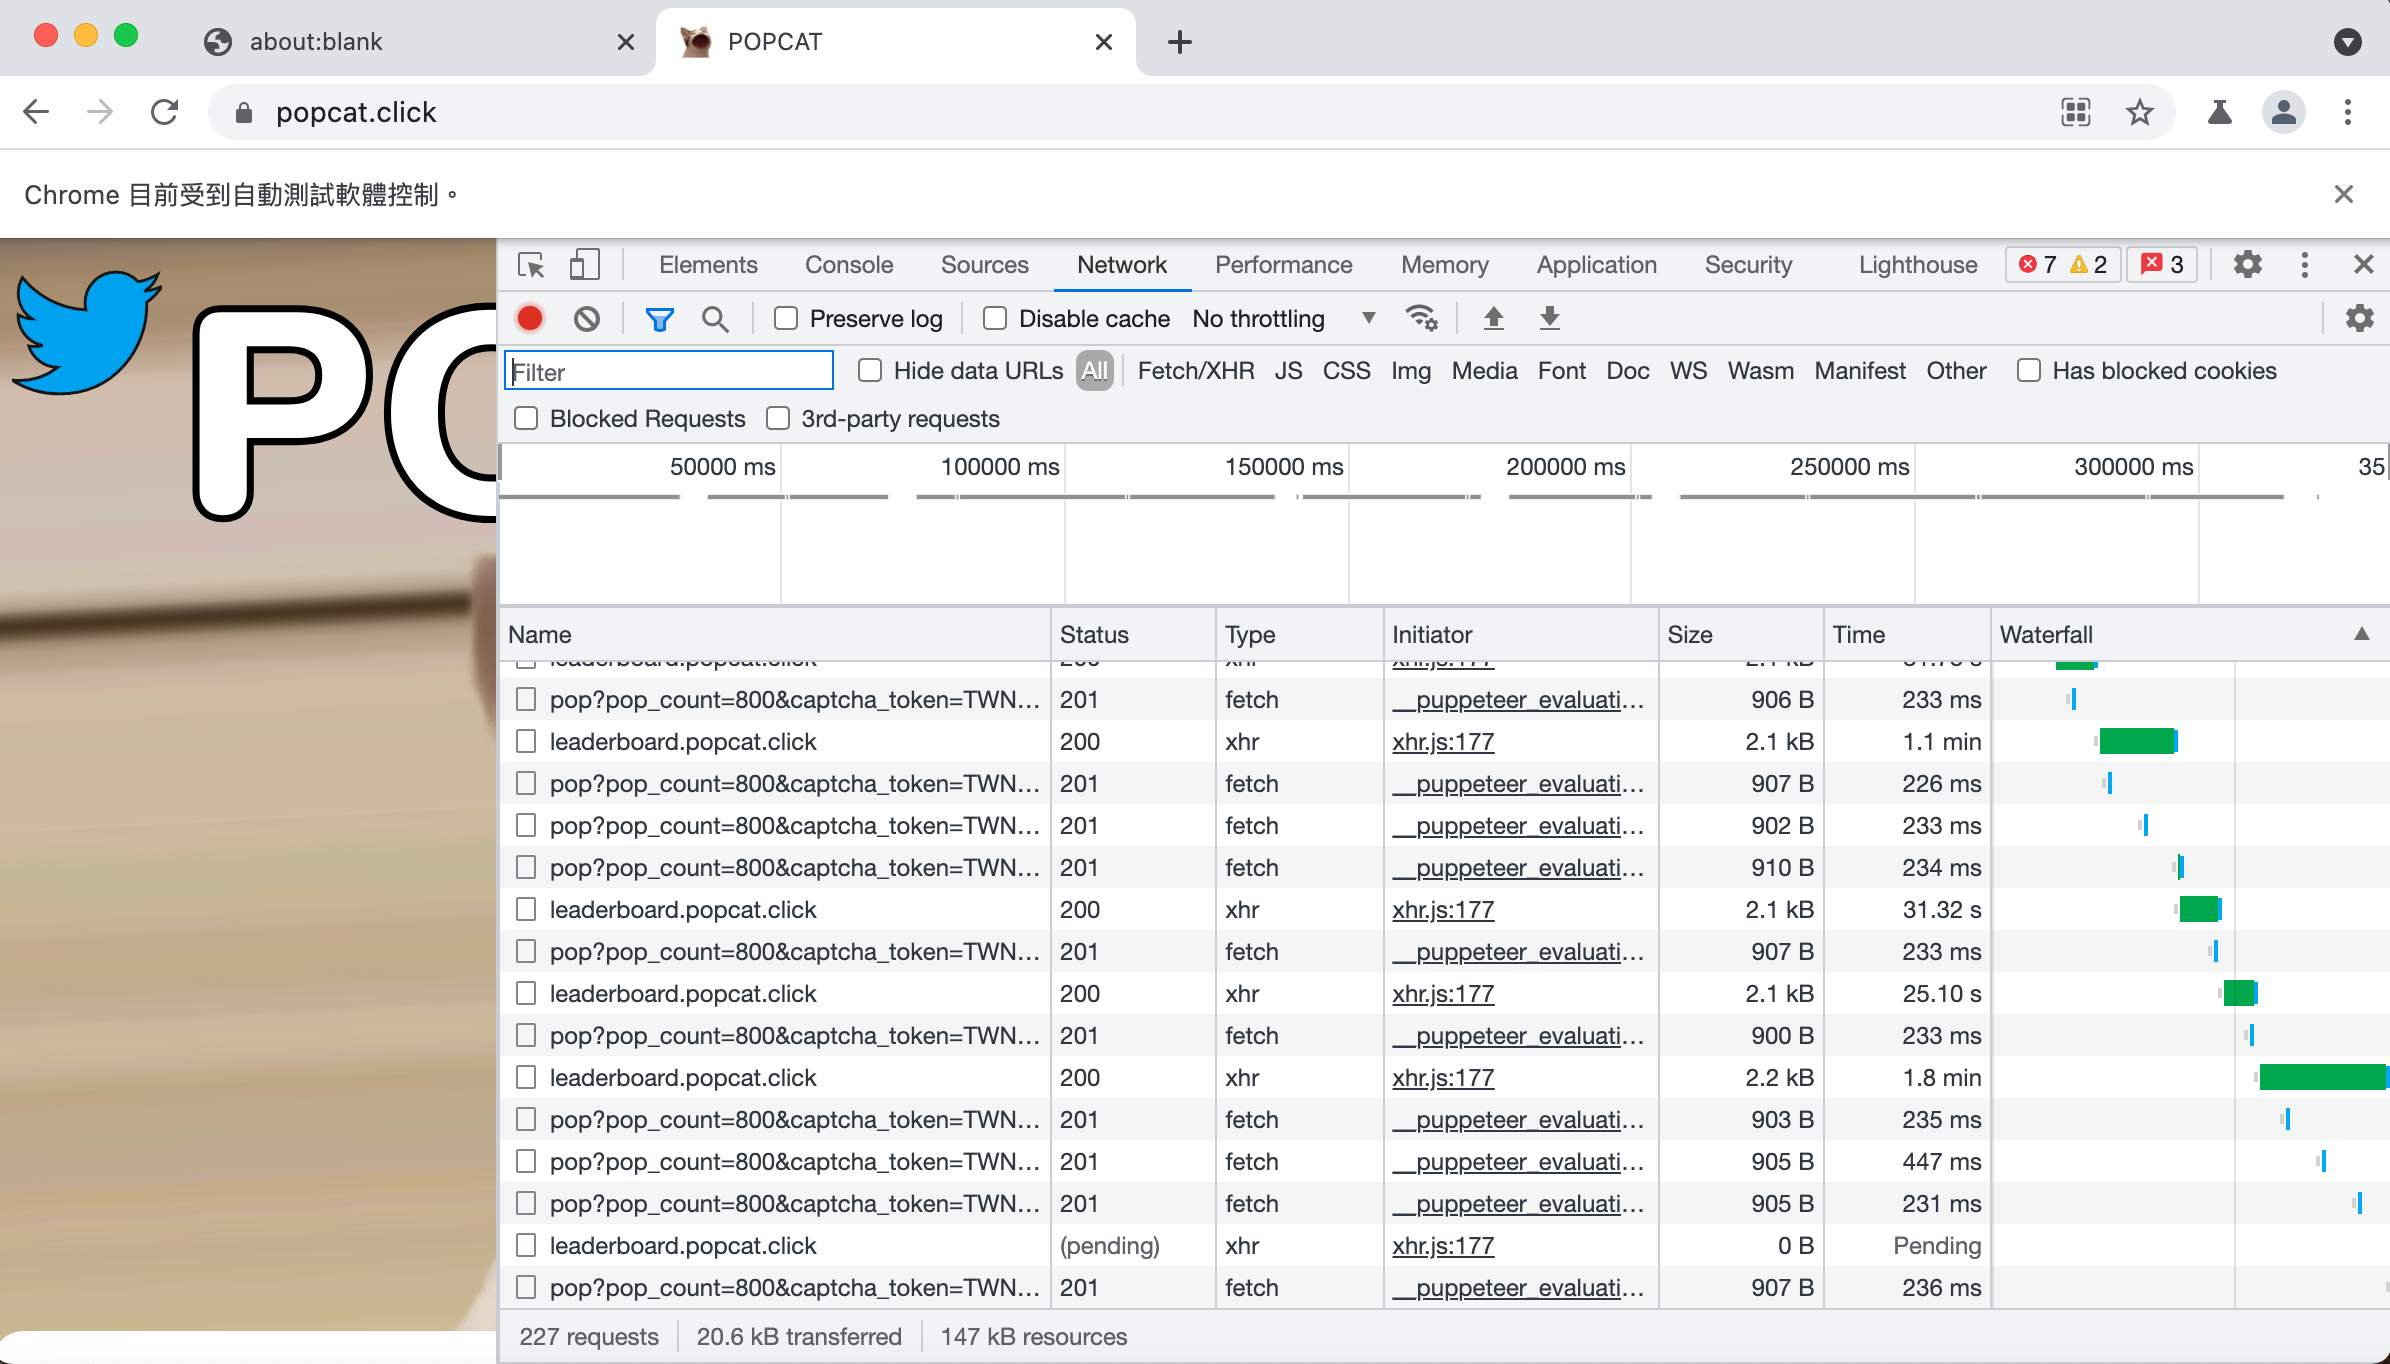 about:blank
POPCAT
popcat.click
Chrome 目前受到自動測試軟體控制。
PO
Elements Console Sources Network Performance Memory Application Security Lighthouse 7 2 3
Preserve log Disable cache No throttling
Filter Hide data URLs All Fetch/XHR JS CSS Img Media Font Doc WS Wasm Manifest Other Has blocked cookies
Blocked Requests 3rd-party requests
50000 ms 100000 ms 150000 ms 200000 ms 250000 ms 300000 ms 35
Name Status Type Initiator Size Time Waterfall
leaderboard.popcat.click 200 xhr xhr.js:177 2.1 kB
pop?pop_count=800&captcha_token=TWN... 201 fetch __puppeteer_evaluati... 906 B 233 ms
leaderboard.popcat.click 200 xhr xhr.js:177 2.1 kB 1.1 min
pop?pop_count=800&captcha_token=TWN... 201 fetch __puppeteer_evaluati... 907 B 226 ms
pop?pop_count=800&captcha_token=TWN... 201 fetch __puppeteer_evaluati... 902 B 233 ms
pop?pop_count=800&captcha_token=TWN... 201 fetch __puppeteer_evaluati... 910 B 234 ms
leaderboard.popcat.click 200 xhr xhr.js:177 2.1 kB 31.32 s
pop?pop_count=800&captcha_token=TWN... 201 fetch __puppeteer_evaluati... 907 B 233 ms
leaderboard.popcat.click 200 xhr xhr.js:177 2.1 kB 25.10 s
pop?pop_count=800&captcha_token=TWN... 201 fetch __puppeteer_evaluati... 900 B 233 ms
leaderboard.popcat.click 200 xhr xhr.js:177 2.2 kB 1.8 min
pop?pop_count=800&captcha_token=TWN... 201 fetch __puppeteer_evaluati... 903 B 235 ms
pop?pop_count=800&captcha_token=TWN... 201 fetch __puppeteer_evaluati... 905 B 447 ms
pop?pop_count=800&captcha_token=TWN... 201 fetch __puppeteer_evaluati... 905 B 231 ms
leaderboard.popcat.click (pending) xhr xhr.js:177 0 B Pending
pop?pop_count=800&captcha_token=TWN... 201 fetch __puppeteer_evaluati... 907 B 236 ms
227 requests 20.6 kB transferred 147 kB resources